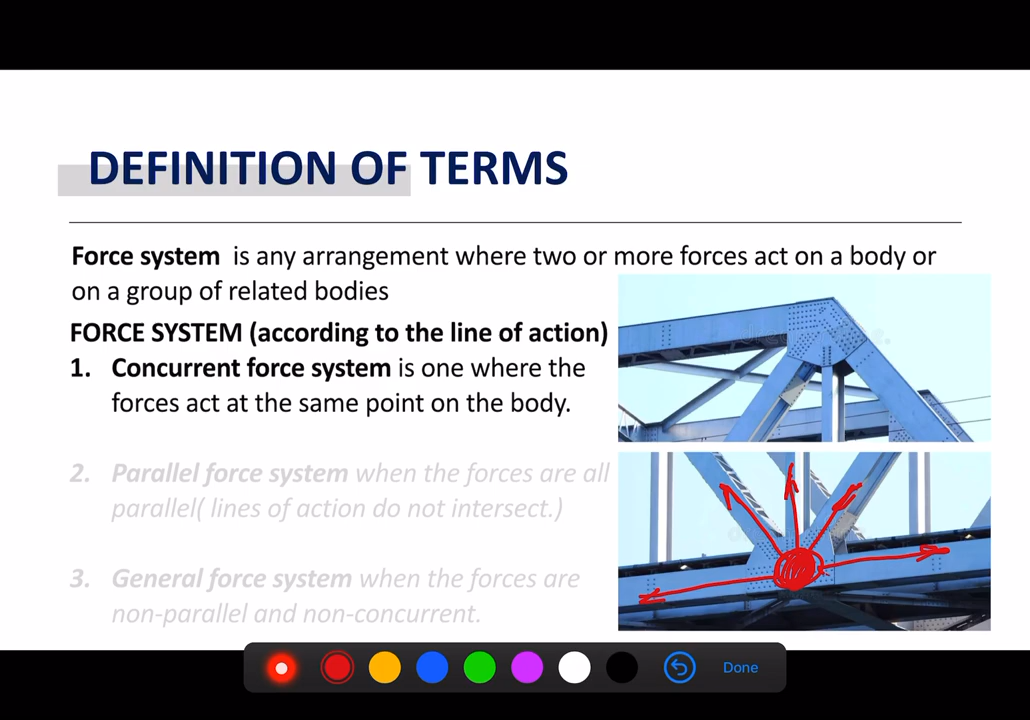 DEFINITION OF TERMS
Force system is any arrangement where two or more forces act on a body or
on a group of related bodies
FORCE SYSTEM (according to the line of action)
1. Concurrent force system is one where the
forces act at the same point on the body.
2. Parallel force system when the forces are all
parallel( lines of action do not intersect.)
3. General force system when the forces are
non-parallel and non-concurrent.
Done